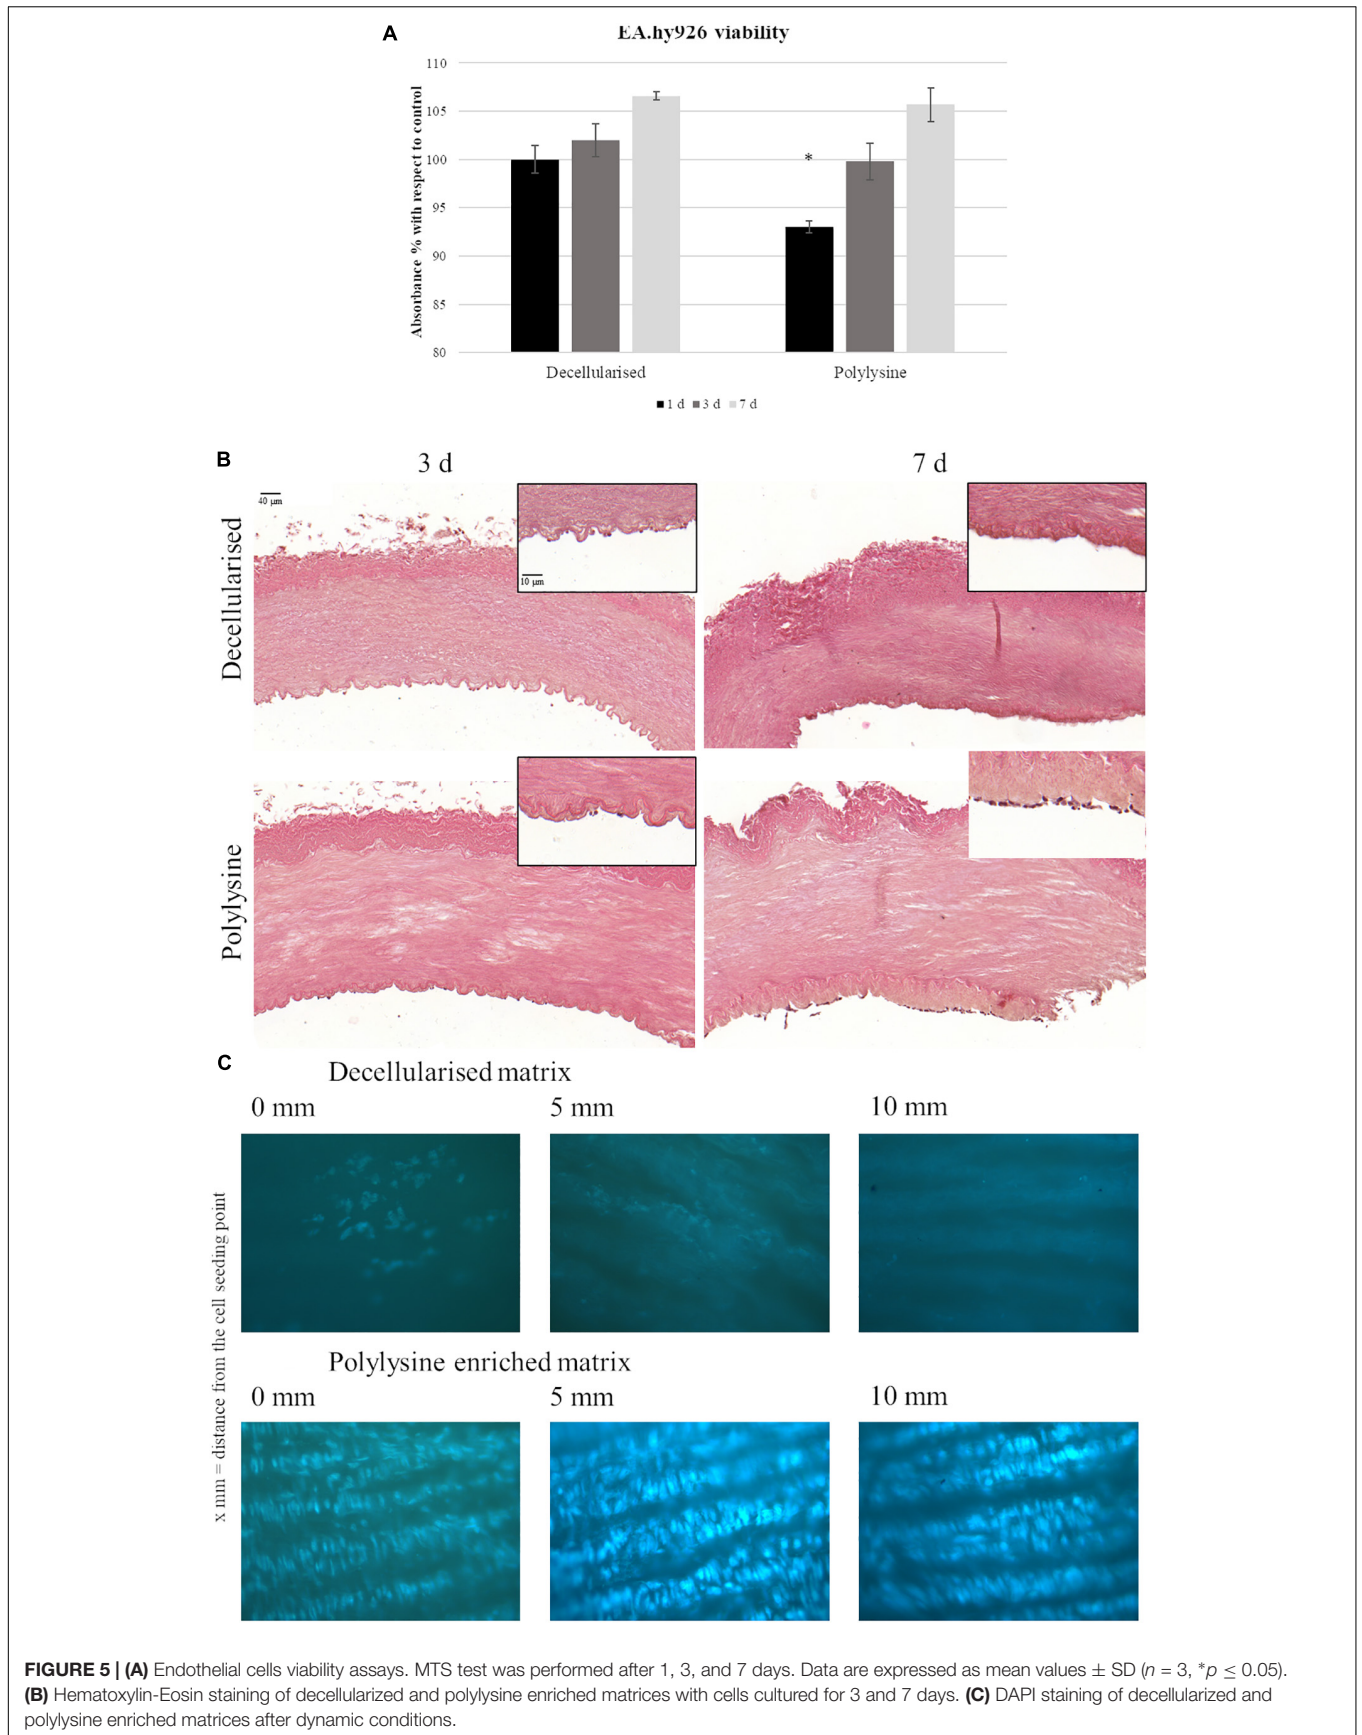 A
EA.hy926 viability
Absorbance % with respect to control
110
105
100
95
90
85
80
*
Decellularised Polylysine
1 d 3 d 7 d
B
3 d 7 d
Decellularised
40 µm
10 µm
Polylysine
C
Decellularised matrix
0 mm 5 mm 10 mm
x mm = distance from the cell seeding point
Polylysine enriched matrix
0 mm 5 mm 10 mm
FIGURE 5 | (A) Endothelial cells viability assays. MTS test was performed after 1, 3, and 7 days. Data are expressed as mean values ± SD (n = 3, *p ≤ 0.05).
(B) Hematoxylin-Eosin staining of decellularized and polylysine enriched matrices with cells cultured for 3 and 7 days. (C) DAPI staining of decellularized and
polylysine enriched matrices after dynamic conditions.